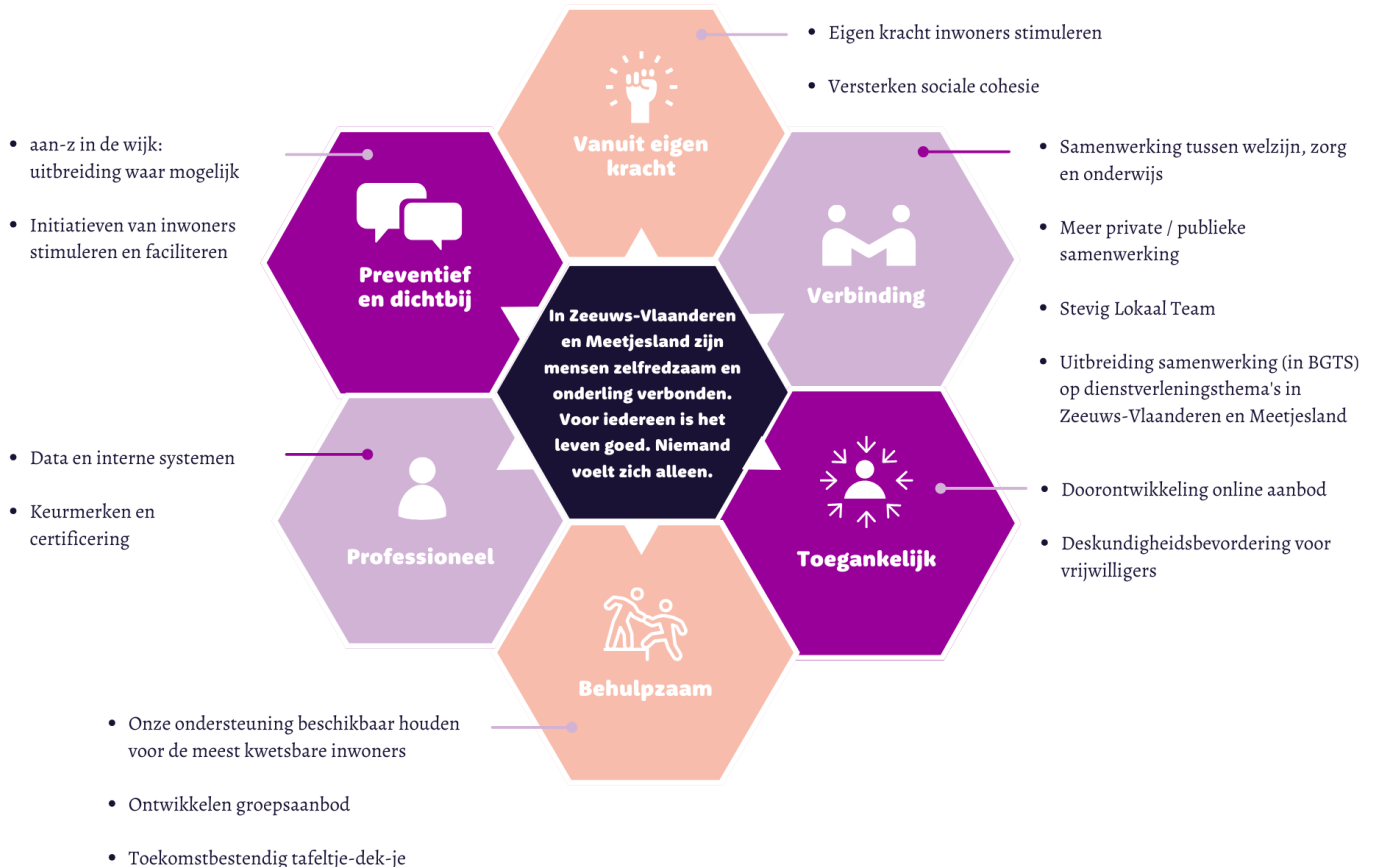 Eigen kracht inwoners stimuleren
Versterken sociale cohesie
Vanuit eigen
kracht
aan-z in de wijk:
uitbreiding waar mogelijk
Initiatieven van inwoners
stimuleren en faciliteren
Preventief
en dichtbij
Verbinding
Samenwerking tussen welzijn, zorg
en onderwijs
Meer private / publieke
samenwerking
Stevig Lokaal Team
Uitbreiding samenwerking (in BGTS)
op dienstverleningsthema's in
Zeeuws-Vlaanderen en Meetjesland
In Zeeuws-Vlaanderen
en Meetjesland zijn
mensen zelfredzaam en
onderling verbonden.
Voor iedereen is het
leven goed. Niemand
voelt zich alleen.
Data en interne systemen
Keurmerken en
certificering
Professioneel
Toegankelijk
Doorontwikkeling online aanbod
Deskundigheidsbevordering voor
vrijwilligers
Behulpzaam
Onze ondersteuning beschikbaar houden
voor de meest kwetsbare inwoners
Ontwikkelen groepsaanbod
Toekomstbestendig tafeltje-dek-je